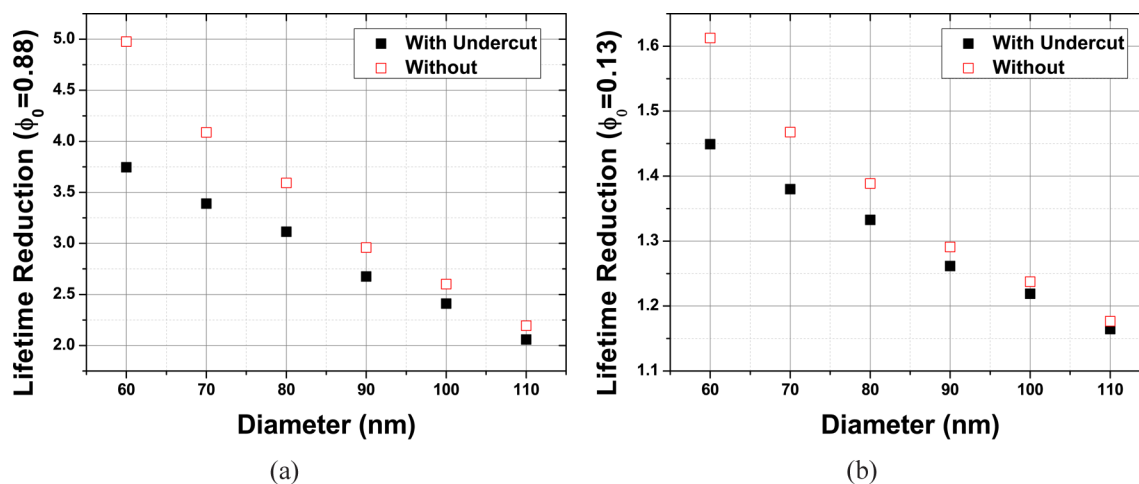 Lifetime Reduction (ϕ₀=0.88)
5.0
4.5
4.0
3.5
3.0
2.5
2.0
With Undercut
Without
60 70 80 90 100 110
Diameter (nm)
(a)
Lifetime Reduction (ϕ₀=0.13)
1.6
1.5
1.4
1.3
1.2
1.1
With Undercut
Without
60 70 80 90 100 110
Diameter (nm)
(b)